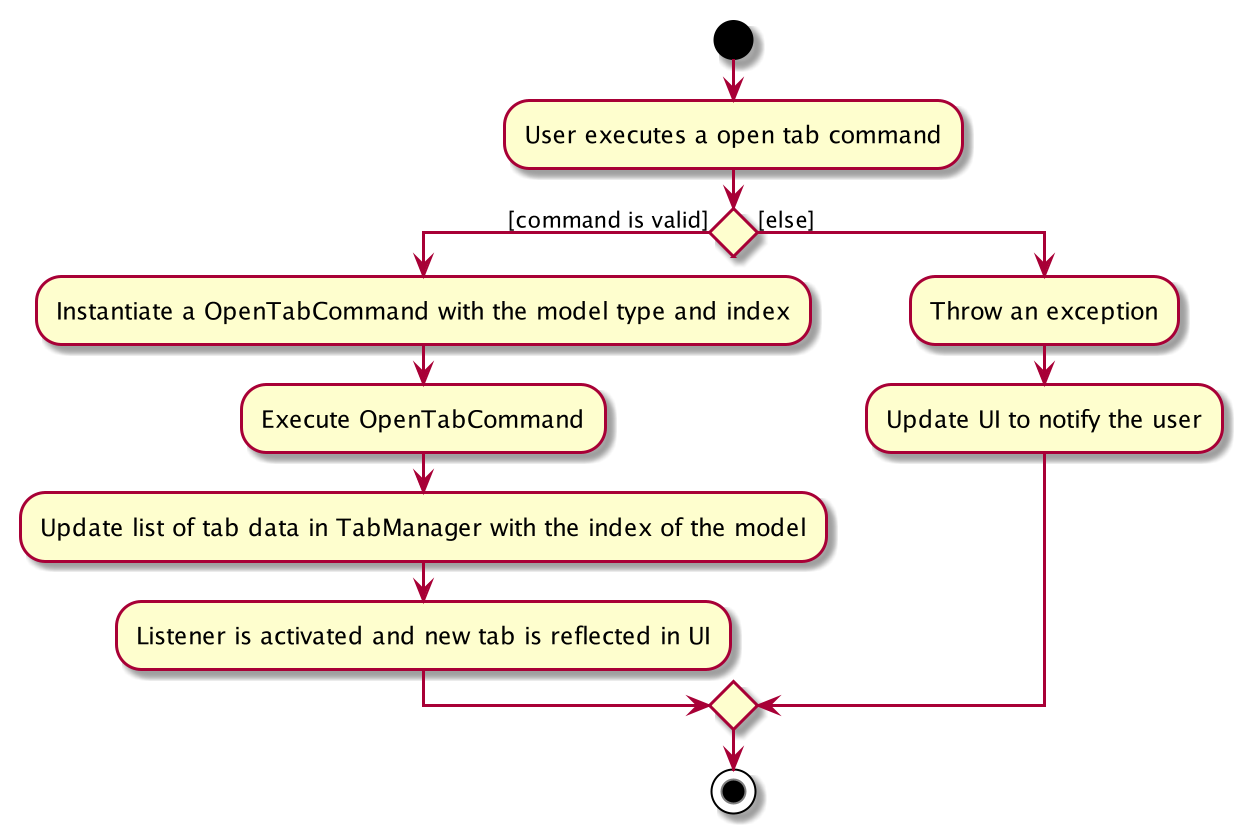 User executes a open tab command
[command is valid]
[else]
Instantiate a OpenTabCommand with the model type and index
Throw an exception
Execute OpenTabCommand
Update UI to notify the user
Update list of tab data in TabManager with the index of the model
Listener is activated and new tab is reflected in UI